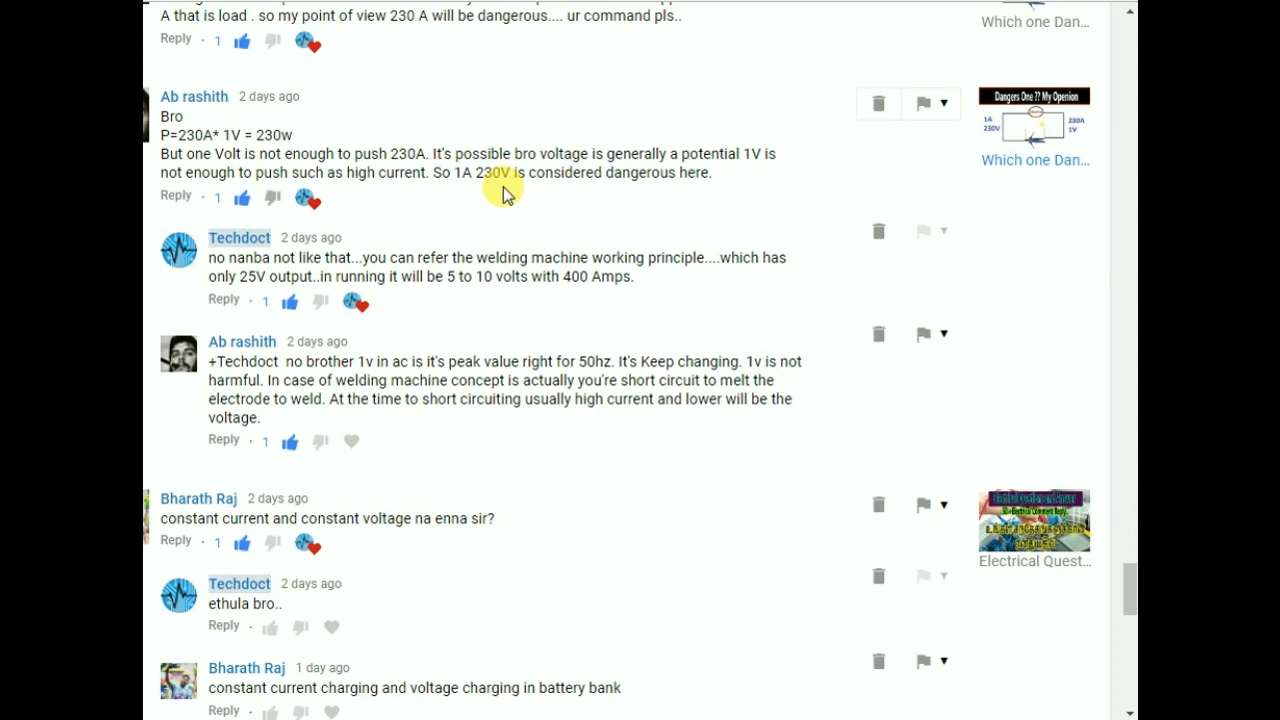 A that is load . so my point of view 230 A will be dangerous.... ur command pls..
Which one Dan...
Reply · 1
Ab rashith 2 days ago
Bro
P=230A* 1V = 230w
But one Volt is not enough to push 230A. It's possible bro voltage is generally a potential 1V is
not enough to push such as high current. So 1A 230V is considered dangerous here.
Reply · 1
Dangers One ?? My Openion
1A
230V
230A
1V
Which one Dan...
Techdoct 2 days ago
no nanba not like that...you can refer the welding machine working principle....which has
only 25V output..in running it will be 5 to 10 volts with 400 Amps.
Reply · 1
Ab rashith 2 days ago
+Techdoct no brother 1v in ac is it's peak value right for 50hz. It's Keep changing. 1v is not
harmful. In case of welding machine concept is actually you're short circuit to melt the
electrode to weld. At the time to short circuiting usually high current and lower will be the
voltage.
Reply · 1
Bharath Raj 2 days ago
constant current and constant voltage na enna sir?
Reply · 1
Electrical Quest...
Techdoct 2 days ago
ethula bro..
Reply ·
Bharath Raj 1 day ago
constant current charging and voltage charging in battery bank
Reply ·